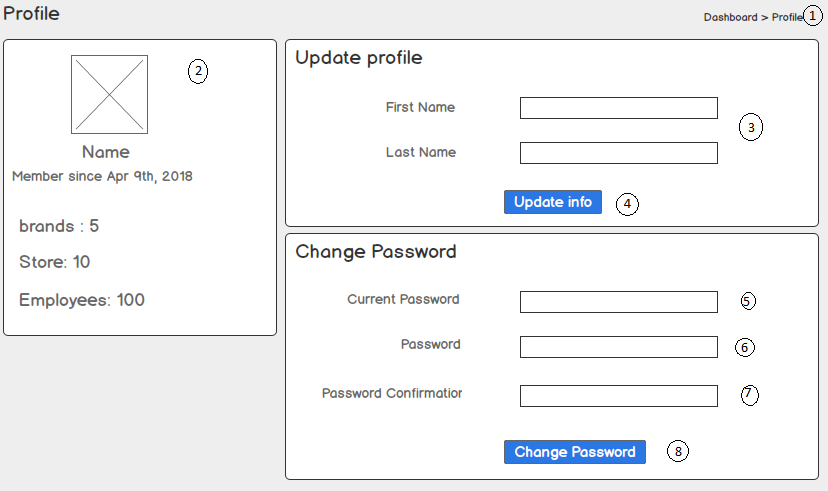 Profile
Dashboard > Profile 1
2
Name
Member since Apr 9th, 2018
brands : 5
Store: 10
Employees: 100
Update profile
First Name
3
Last Name
Update info 4
Change Password
Current Password 5
Password 6
Password Confirmation 7
Change Password 8